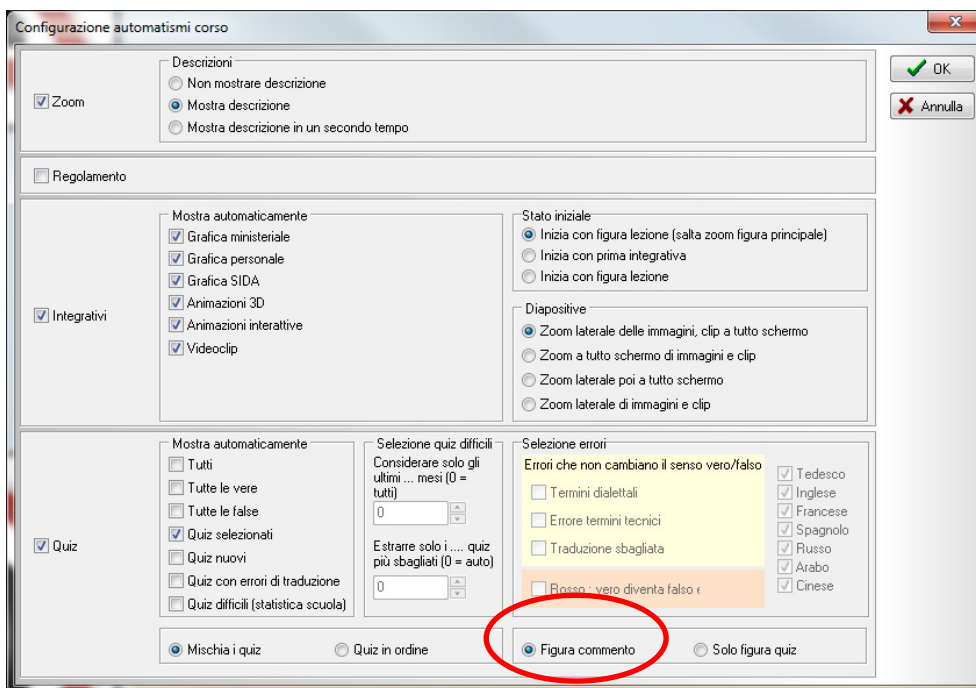 Configurazione automatismi corso
OK
Annulla
Zoom
Descrizioni
Non mostrare descrizione
Mostra descrizione
Mostra descrizione in un secondo tempo
Regolamento
Integrativi
Mostra automaticamente
Grafica ministeriale
Grafica personale
Grafica SIDA
Animazioni 3D
Animazioni interattive
Videoclip
Stato iniziale
Inizia con figura lezione (salta zoom figura principale)
Inizia con prima integrativa
Inizia con figura lezione
Diapositive
Zoom laterale delle immagini, clip a tutto schermo
Zoom a tutto schermo di immagini e clip
Zoom laterale poi a tutto schermo
Zoom laterale di immagini e clip
Quiz
Mostra automaticamente
Tutti
Tutte le vere
Tutte le false
Quiz selezionati
Quiz nuovi
Quiz con errori di traduzione
Quiz difficili (statistica scuola)
Selezione quiz difficili
Considerare solo gli
ultimi ... mesi (0 =
tutti)
0
Estrarre solo i .... quiz
più sbagliati (0 = auto)
0
Selezione errori
Errori che non cambiano il senso vero/falso
Termini dialettali
Errore termini tecnici
Traduzione sbagliata
Rosso : vero diventa falso e
Tedesco
Inglese
Francese
Spagnolo
Russo
Arabo
Cinese
Mischia i quiz
Quiz in ordine
Figura commento
Solo figura quiz